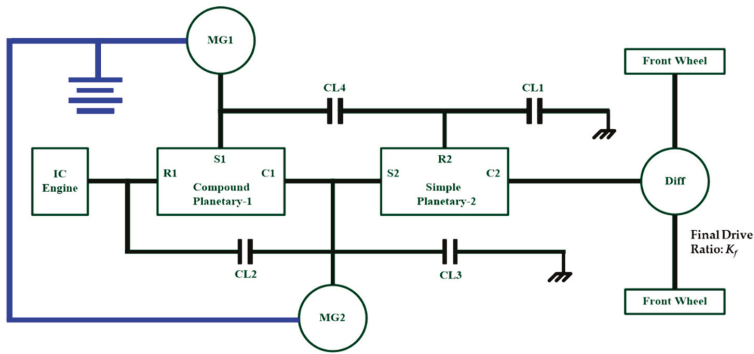 MG1
Front Wheel
CL4
CL1
IC
Engine
R1
S1
C1
Compound
Planetary-1
S2
R2
C2
Simple
Planetary-2
Diff
Final Drive
Ratio: Kf
CL2
CL3
MG2
Front Wheel